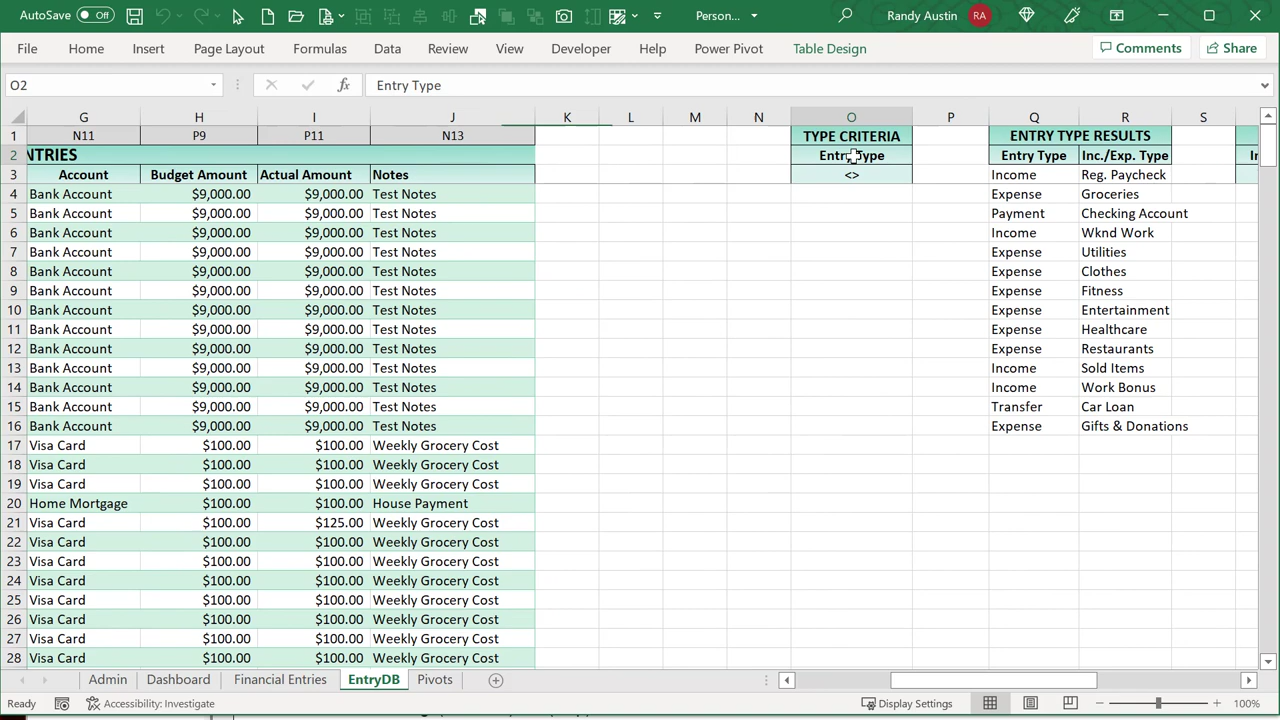 AutoSave Off Person... Randy Austin RA
File Home Insert Page Layout Formulas Data Review View Developer Help Power Pivot Table Design Comments Share
O2 fx Entry Type
G H I J K L M N O P Q R S
1 N11 P9 P11 N13 TYPE CRITERIA ENTRY TYPE RESULTS
2 NTRIES Entry Type Entry Type Inc./Exp. Type
3 Account Budget Amount Actual Amount Notes <> Income Reg. Paycheck
4 Bank Account $9,000.00 $9,000.00 Test Notes Expense Groceries
5 Bank Account $9,000.00 $9,000.00 Test Notes Payment Checking Account
6 Bank Account $9,000.00 $9,000.00 Test Notes Income Wknd Work
7 Bank Account $9,000.00 $9,000.00 Test Notes Expense Utilities
8 Bank Account $9,000.00 $9,000.00 Test Notes Expense Clothes
9 Bank Account $9,000.00 $9,000.00 Test Notes Expense Fitness
10 Bank Account $9,000.00 $9,000.00 Test Notes Expense Entertainment
11 Bank Account $9,000.00 $9,000.00 Test Notes Expense Healthcare
12 Bank Account $9,000.00 $9,000.00 Test Notes Expense Restaurants
13 Bank Account $9,000.00 $9,000.00 Test Notes Income Sold Items
14 Bank Account $9,000.00 $9,000.00 Test Notes Income Work Bonus
15 Bank Account $9,000.00 $9,000.00 Test Notes Transfer Car Loan
16 Bank Account $9,000.00 $9,000.00 Test Notes Expense Gifts & Donations
17 Visa Card $100.00 $100.00 Weekly Grocery Cost
18 Visa Card $100.00 $100.00 Weekly Grocery Cost
19 Visa Card $100.00 $100.00 Weekly Grocery Cost
20 Home Mortgage $100.00 $100.00 House Payment
21 Visa Card $100.00 $125.00 Weekly Grocery Cost
22 Visa Card $100.00 $100.00 Weekly Grocery Cost
23 Visa Card $100.00 $100.00 Weekly Grocery Cost
24 Visa Card $100.00 $100.00 Weekly Grocery Cost
25 Visa Card $100.00 $100.00 Weekly Grocery Cost
26 Visa Card $100.00 $100.00 Weekly Grocery Cost
27 Visa Card $100.00 $100.00 Weekly Grocery Cost
28 Visa Card $100.00 $100.00 Weekly Grocery Cost
Admin Dashboard Financial Entries EntryDB Pivots
Ready Accessibility: Investigate Display Settings 100%